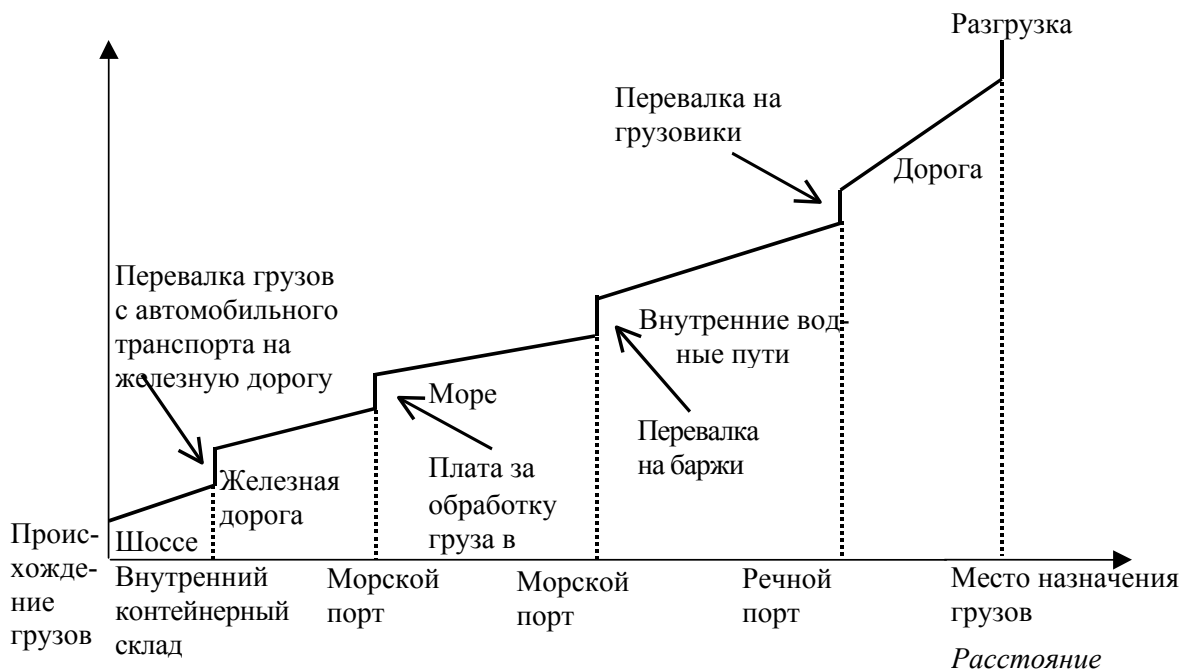 Разгрузка
Перевалка на
грузовики
Дорога
Перевалка грузов
с автомобильного
транспорта на
железную дорогу
Внутренние вод-
ные пути
Море
Перевалка
на баржи
Плата за
обработку
груза в
Железная
дорога
Шоссе
Проис-
хожде-
ние
грузов
Внутренний
контейнерный
склад
Морской
порт
Морской
порт
Речной
порт
Место назначения
грузов
Расстояние